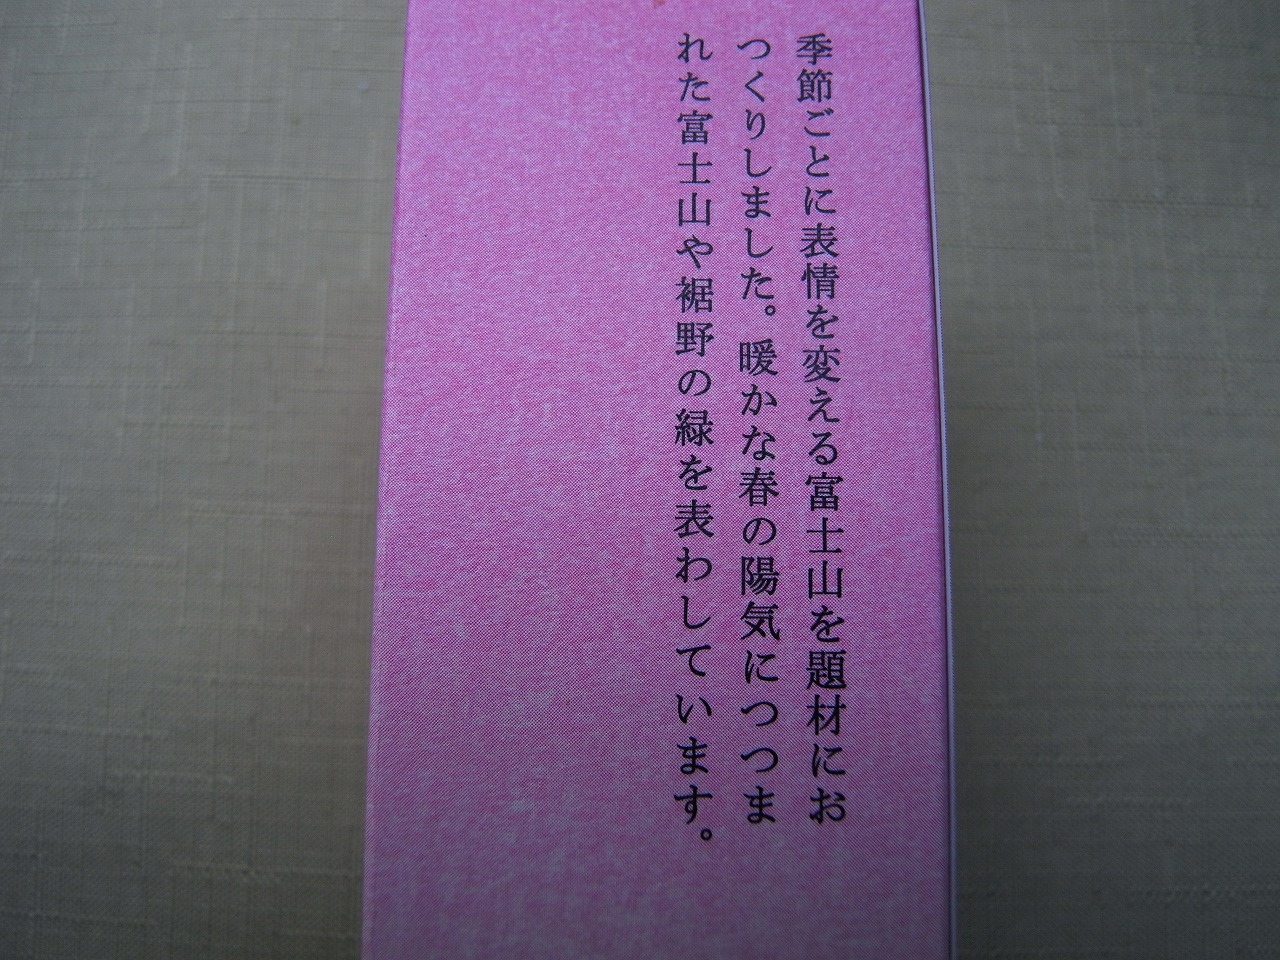 季節ごとに表情を変える富士山を題材にお
つくりしました。暖かな春の陽気につつま
れた富士山や裾野の緑を表わしています。